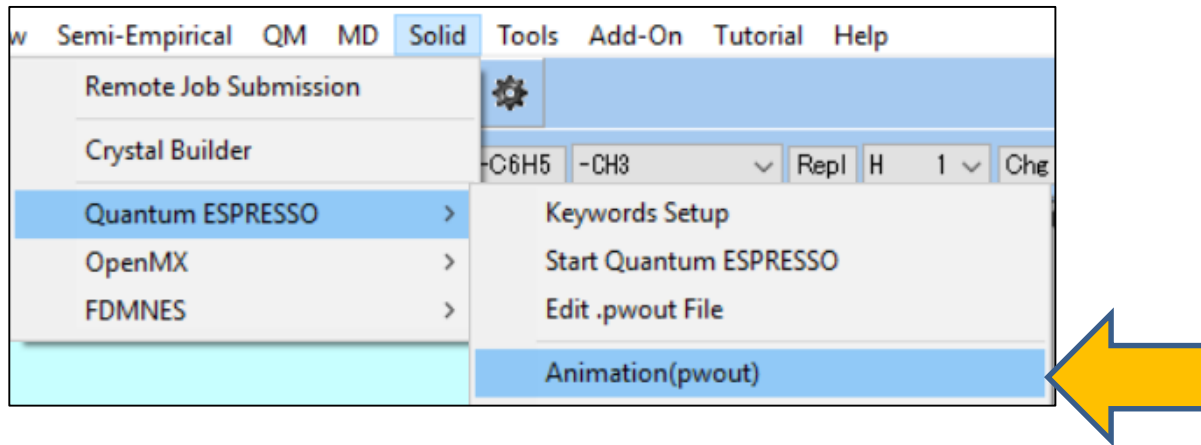 w Semi-Empirical QM MD Solid Tools Add-On Tutorial Help
Remote Job Submission
Crystal Builder
-C6H5 -CH3 Repl H 1 Chg
Quantum ESPRESSO >
Keywords Setup
OpenMX >
Start Quantum ESPRESSO
FDMNES >
Edit .pwout File
Animation(pwout)